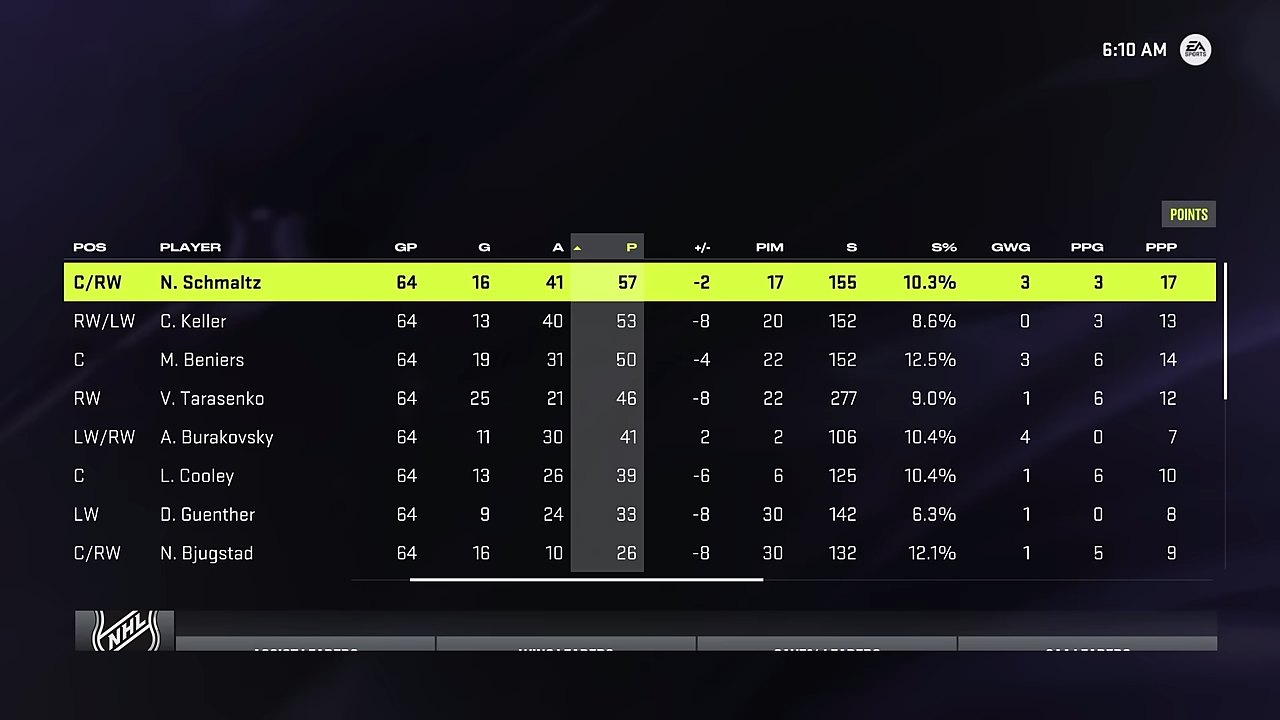 6:10 AM EA SPORTS
POINTS
POS PLAYER GP G A P +/- PIM S S% GWG PPG PPP
C/RW N. Schmaltz 64 16 41 57 -2 17 155 10.3% 3 3 17
RW/LW C. Keller 64 13 40 53 -8 20 152 8.6% 0 3 13
C M. Beniers 64 19 31 50 -4 22 152 12.5% 3 6 14
RW V. Tarasenko 64 25 21 46 -8 22 277 9.0% 1 6 12
LW/RW A. Burakovsky 64 11 30 41 2 2 106 10.4% 4 0 7
C L. Cooley 64 13 26 39 -6 6 125 10.4% 1 6 10
LW D. Guenther 64 9 24 33 -8 30 142 6.3% 1 0 8
C/RW N. Bjugstad 64 16 10 26 -8 30 132 12.1% 1 5 9
NHL